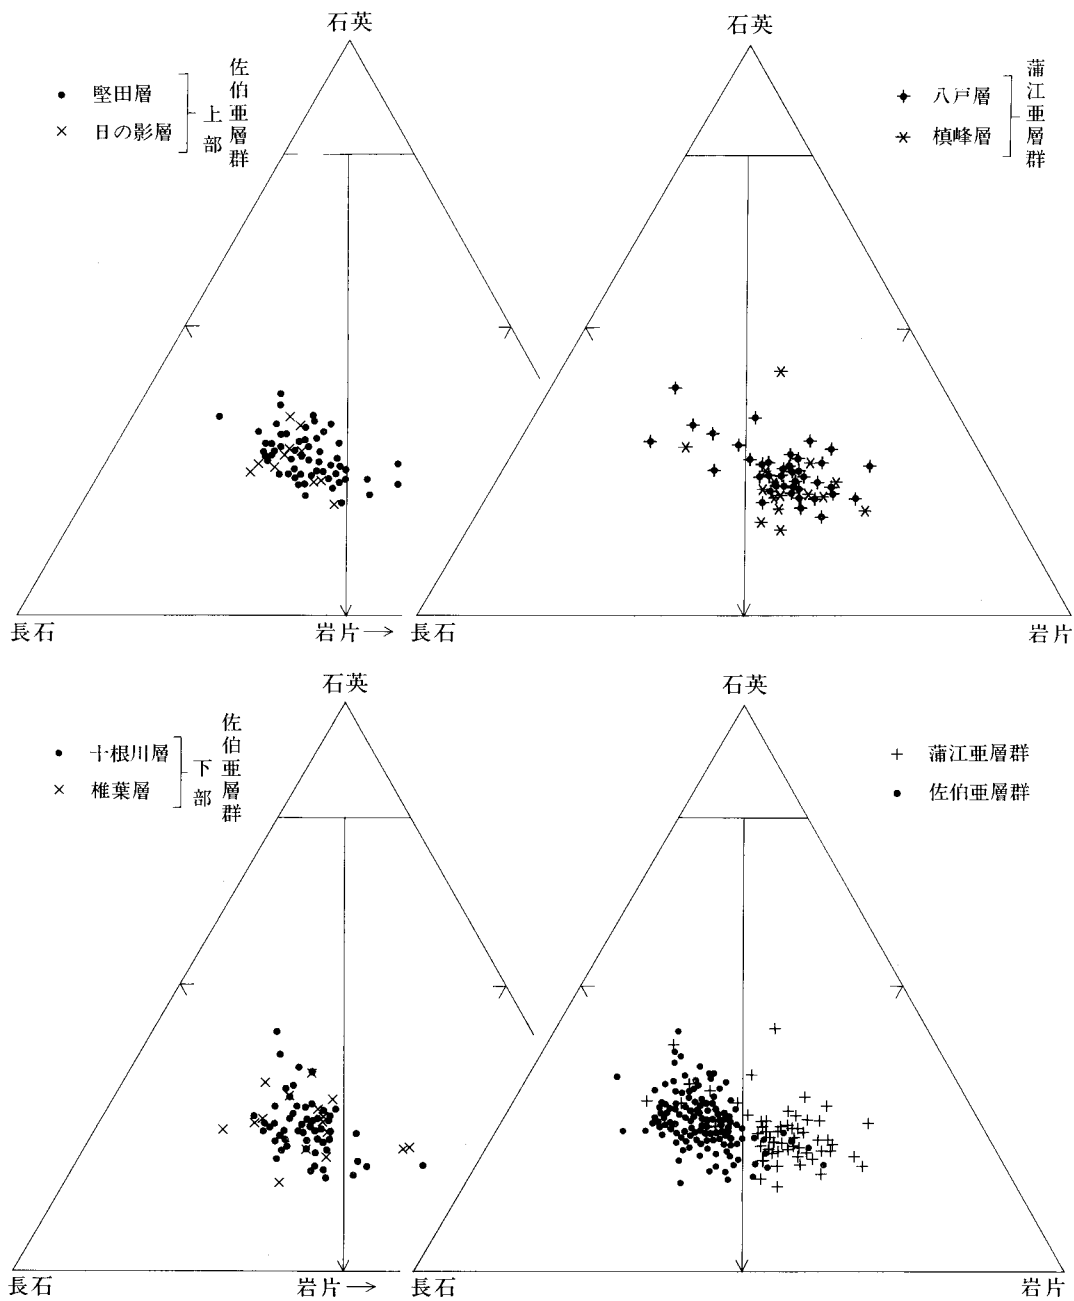 石英
堅田層
日の影層
上部
佐伯亜層群
長石
岩片→
石英
八戸層
槙峰層
蒲江亜層群
長石
岩片
石英
十根川層
椎葉層
下部
佐伯亜層群
長石
岩片→
石英
蒲江亜層群
佐伯亜層群
長石
岩片